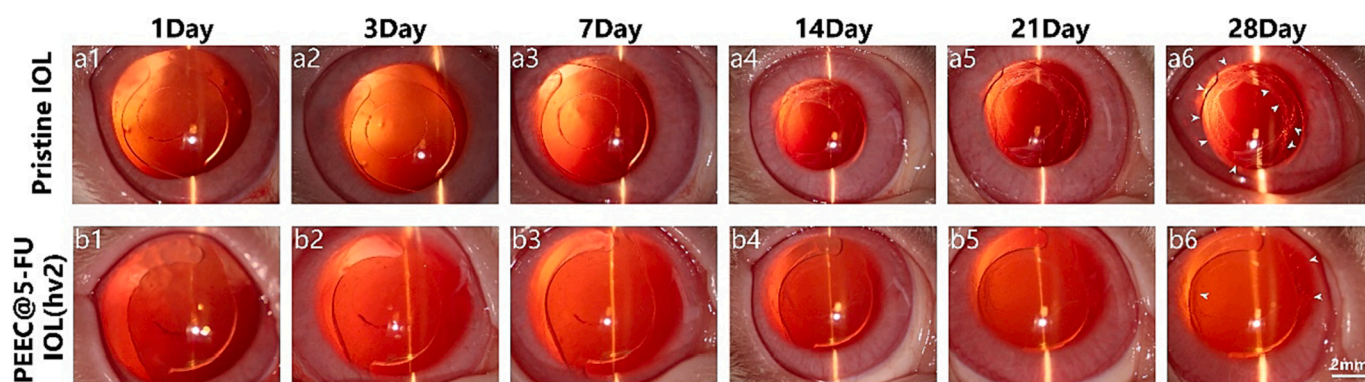 1Day 3Day 7Day 14Day 21Day 28Day
Pristine IOL
a1 a2 a3 a4 a5 a6
PEEC@5-FU
IOL(hv2)
b1 b2 b3 b4 b5 b6
2mm